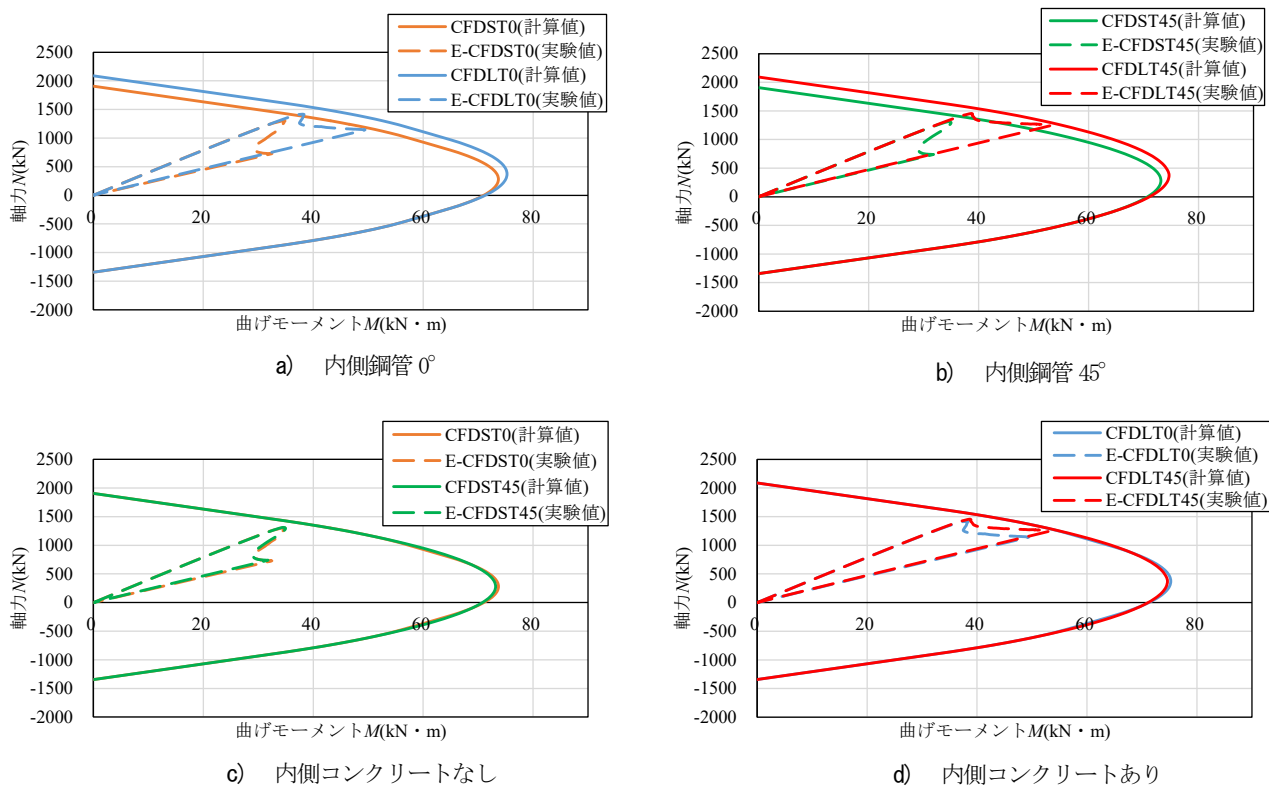 CFDST0(計算値)
E-CFDST0(実験値)
CFDLT0(計算値)
E-CFDLT0(実験値)
2500
2000
1500
1000
500
0
-500
-1000
-1500
-2000
0 20 40 60 80
軸力N(kN)
曲げモーメントM(kN・m)
a) 内側鋼管 0°
CFDST45(計算値)
E-CFDST45(実験値)
CFDLT45(計算値)
E-CFDLT45(実験値)
2500
2000
1500
1000
500
0
-500
-1000
-1500
-2000
0 20 40 60 80
軸力N(kN)
曲げモーメントM(kN・m)
b) 内側鋼管 45°
CFDST0(計算値)
E-CFDST0(実験値)
CFDST45(計算値)
E-CFDST45(実験値)
2500
2000
1500
1000
500
0
-500
-1000
-1500
-2000
0 20 40 60 80
軸力N(kN)
曲げモーメントM(kN・m)
c) 内側コンクリートなし
CFDLT0(計算値)
E-CFDLT0(実験値)
CFDLT45(計算値)
E-CFDLT45(実験値)
2500
2000
1500
1000
500
0
-500
-1000
-1500
-2000
0 20 40 60 80
軸力N(kN)
曲げモーメントM(kN・m)
d) 内側コンクリートあり